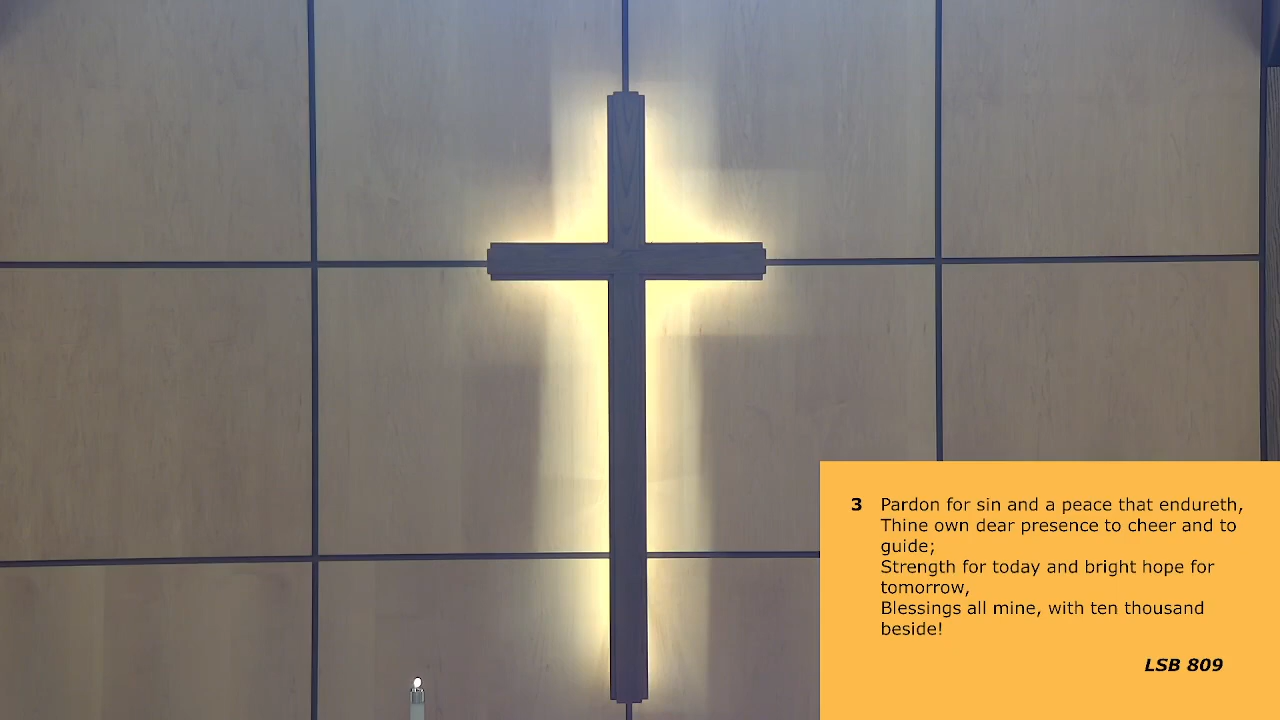 3 Pardon for sin and a peace that endureth,
Thine own dear presence to cheer and to
guide;
Strength for today and bright hope for
tomorrow,
Blessings all mine, with ten thousand
beside!
LSB 809